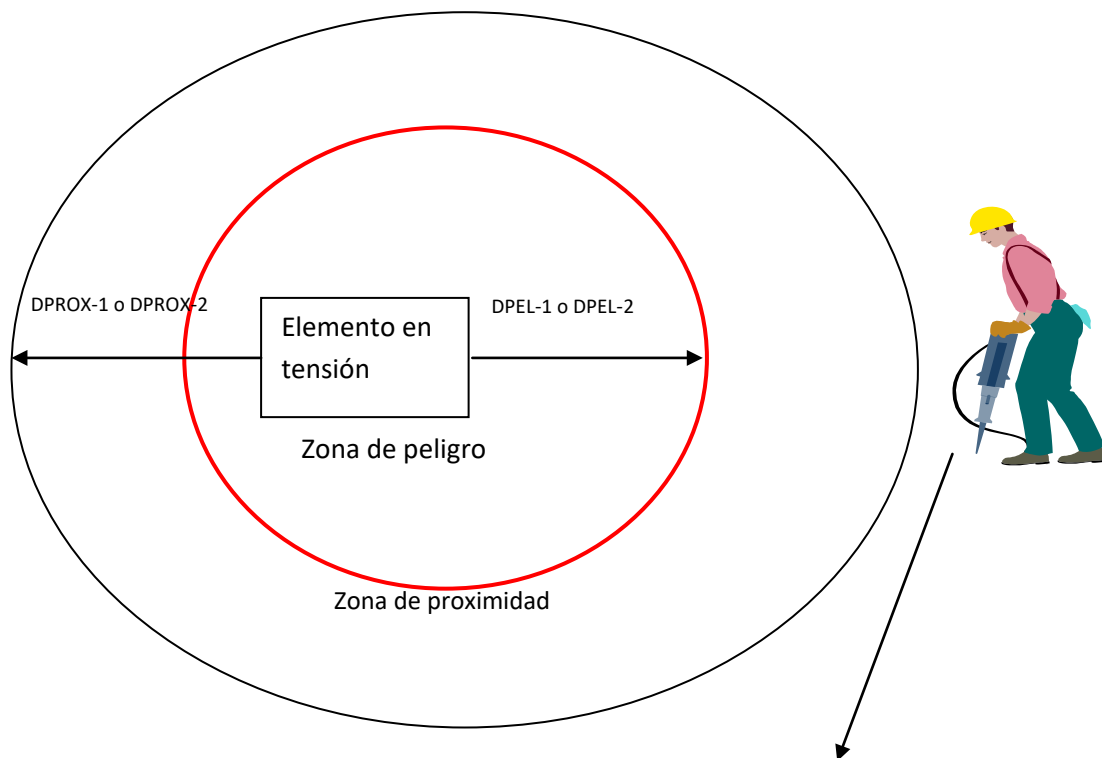 DPROX-1 o DPROX-2
DPEL-1 o DPEL-2
Elemento en
tensión
Zona de peligro
Zona de proximidad